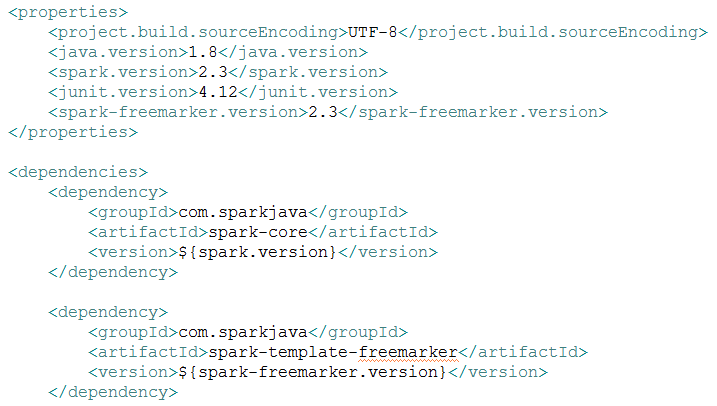 <properties>
    <project.build.sourceEncoding>UTF-8</project.build.sourceEncoding>
    <java.version>1.8</java.version>
    <spark.version>2.3</spark.version>
    <junit.version>4.12</junit.version>
    <spark-freemarker.version>2.3</spark-freemarker.version>
</properties>

<dependencies>
    <dependency>
        <groupId>com.sparkjava</groupId>
        <artifactId>spark-core</artifactId>
        <version>${spark.version}</version>
    </dependency>

    <dependency>
        <groupId>com.sparkjava</groupId>
        <artifactId>spark-template-freemarker</artifactId>
        <version>${spark-freemarker.version}</version>
    </dependency>